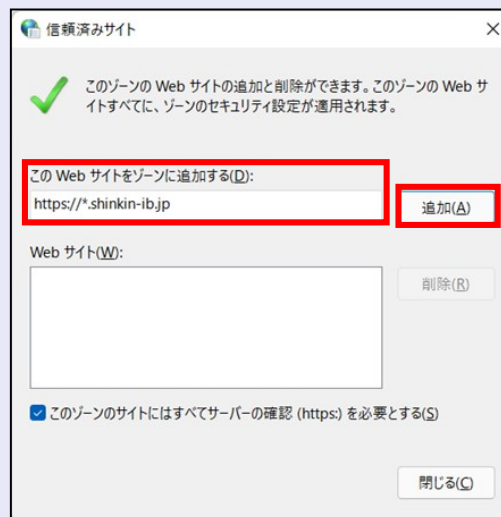 信頼済みサイト
このゾーンの Web サイトの追加と削除ができます。このゾーンの Web サ
イトすべてに、ゾーンのセキュリティ設定が適用されます。
この Web サイトをゾーンに追加する(D):
https://*.shinkin-ib.jp
追加(A)
Web サイト(W):
削除(R)
このゾーンのサイトにはすべてサーバーの確認 (https:) を必要とする(S)
閉じる(C)